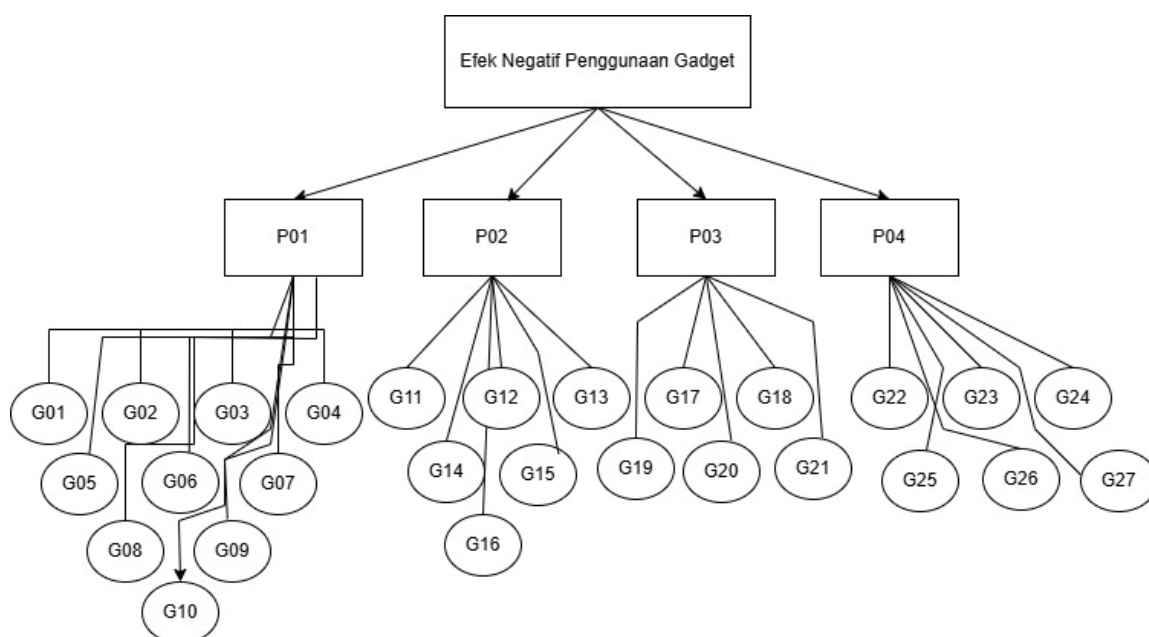 Efek Negatif Penggunaan Gadget
P01 P02 P03 P04
G01 G02 G03 G04 G11 G12 G13 G17 G18 G22 G23 G24
G05 G06 G07 G14 G15 G19 G20 G21 G25 G26 G27
G08 G09 G16
G10